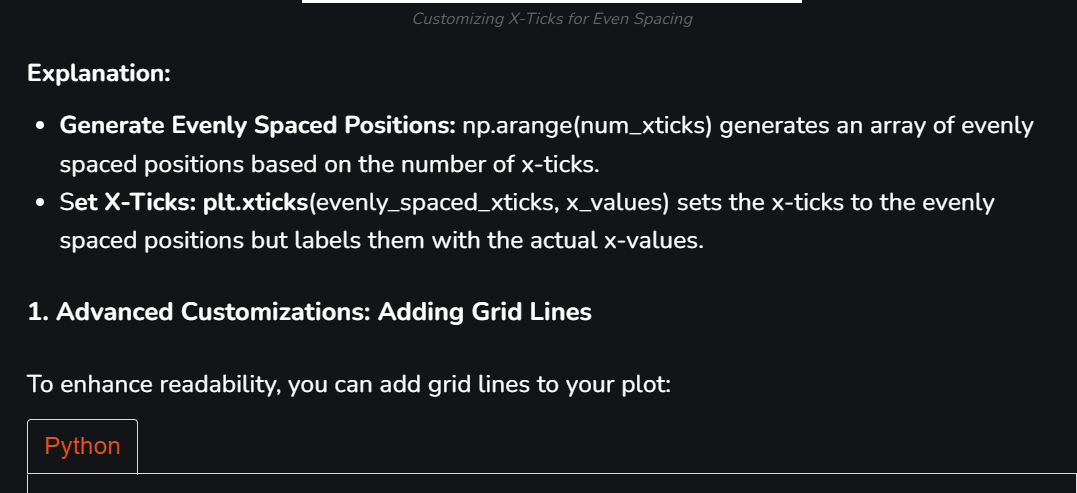 Customizing X-Ticks for Even Spacing
Explanation:
• Generate Evenly Spaced Positions: np.arange(num_xticks) generates an array of evenly
spaced positions based on the number of x-ticks.
• Set X-Ticks: plt.xticks(evenly_spaced_xticks, x_values) sets the x-ticks to the evenly
spaced positions but labels them with the actual x-values.
1. Advanced Customizations: Adding Grid Lines
To enhance readability, you can add grid lines to your plot:
Python